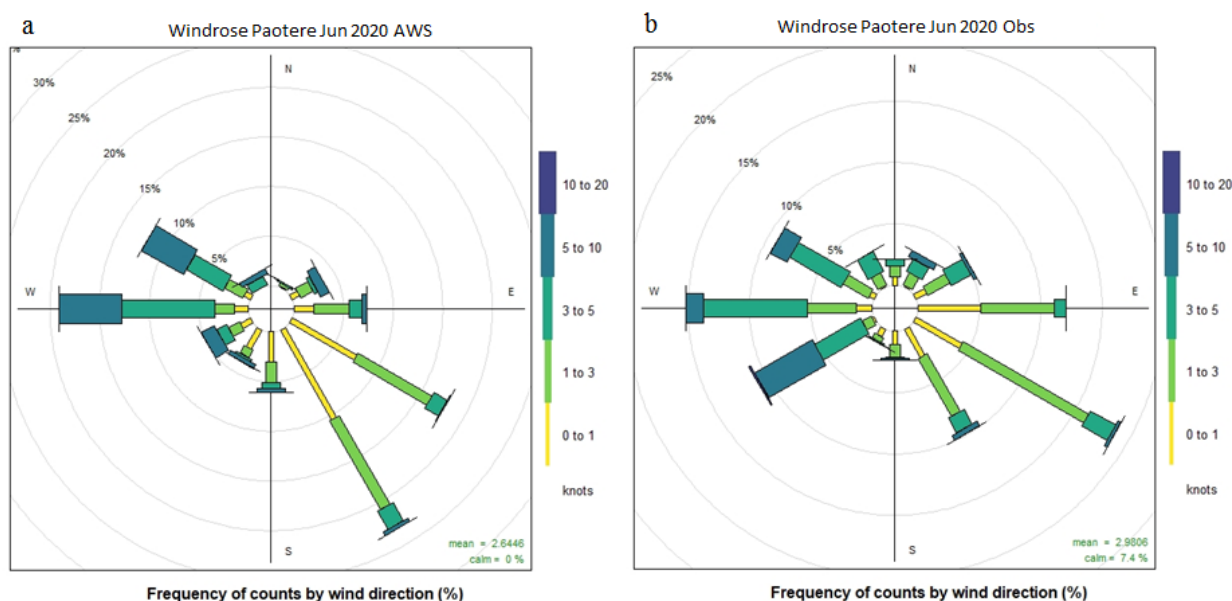 a
Windrose Paotere Jun 2020 AWS
N
30%
25%
20%
15%
10%
5%
W
E
S
10 to 20
5 to 10
3 to 5
1 to 3
0 to 1
knots
mean = 2.6446
calm = 0 %
Frequency of counts by wind direction (%)
b
Windrose Paotere Jun 2020 Obs
N
25%
20%
15%
10%
5%
W
E
S
10 to 20
5 to 10
3 to 5
1 to 3
0 to 1
knots
mean = 2.9806
calm = 7.4 %
Frequency of counts by wind direction (%)